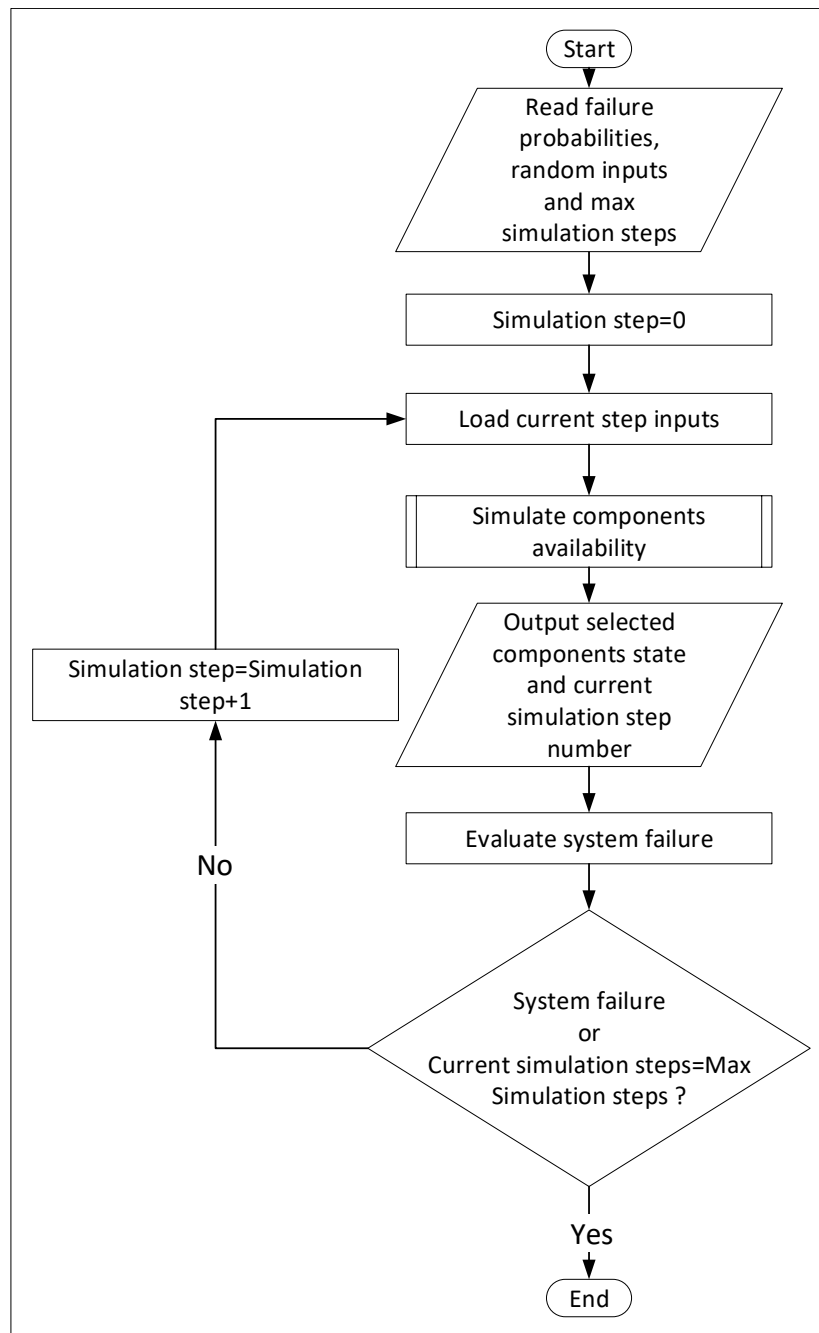 Start
Read failure
probabilities,
random inputs
and max
simulation steps
Simulation step=0
Load current step inputs
Simulate components
availability
Output selected
components state
and current
simulation step
number
Simulation step=Simulation
step+1
Evaluate system failure
No
System failure
or
Current simulation steps=Max
Simulation steps ?
Yes
End